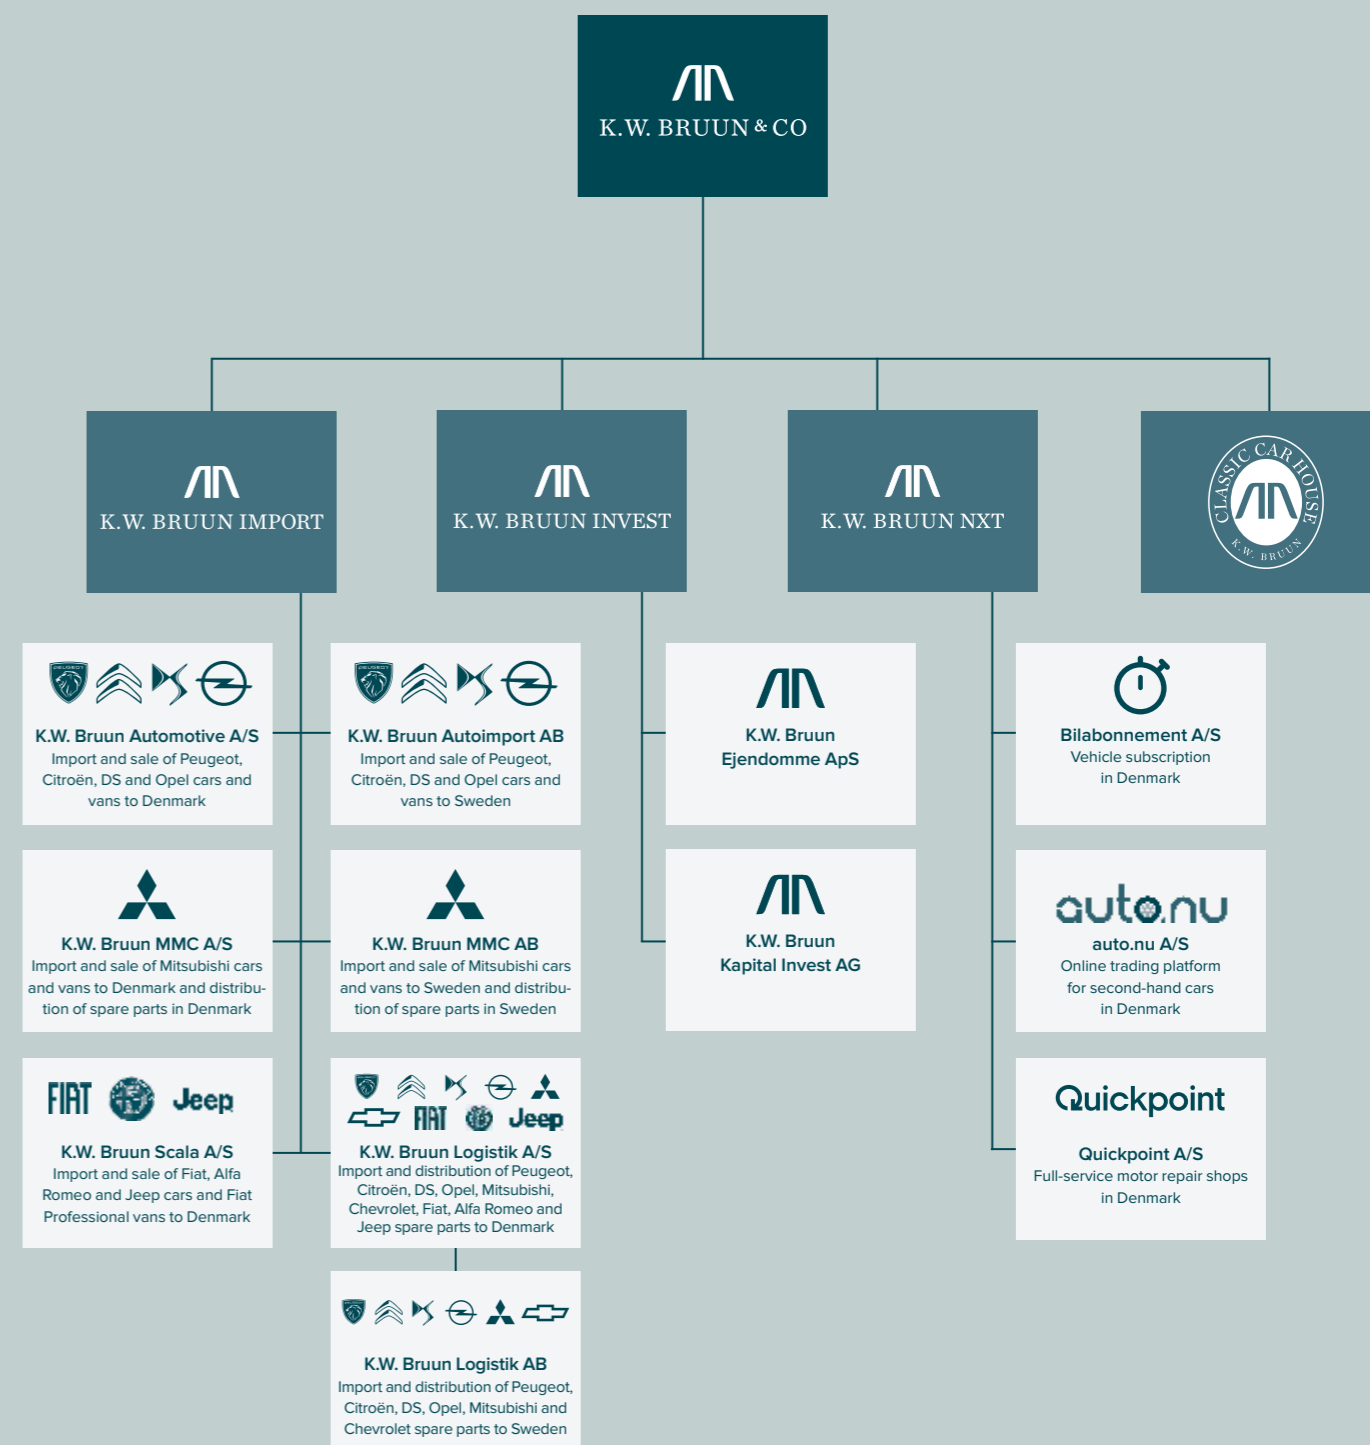 K.W. BRUUN & CO
K.W. BRUUN IMPORT
K.W. BRUUN INVEST
K.W. BRUUN NXT
CLASSIC CAR HOUSE
K.W. BRUUN
PEUGEOT
K.W. Bruun Automotive A/S
Import and sale of Peugeot,
Citroën, DS and Opel cars and
vans to Denmark
PEUGEOT
K.W. Bruun Autoimport AB
Import and sale of Peugeot,
Citroën, DS and Opel cars and
vans to Sweden
K.W. Bruun
Ejendomme ApS
Bilabonnement A/S
Vehicle subscription
in Denmark
K.W. Bruun MMC A/S
Import and sale of Mitsubishi cars
and vans to Denmark and distribu-
tion of spare parts in Denmark
K.W. Bruun MMC AB
Import and sale of Mitsubishi cars
and vans to Sweden and distribu-
tion of spare parts in Sweden
K.W. Bruun
Kapital Invest AG
auto.nu
auto.nu A/S
Online trading platform
for second-hand cars
in Denmark
FIAT Jeep
K.W. Bruun Scala A/S
Import and sale of Fiat, Alfa
Romeo and Jeep cars and Fiat
Professional vans to Denmark
FIAT Jeep
K.W. Bruun Logistik A/S
Import and distribution of Peugeot,
Citroën, DS, Opel, Mitsubishi,
Chevrolet, Fiat, Alfa Romeo and
Jeep spare parts to Denmark
Quickpoint
Quickpoint A/S
Full-service motor repair shops
in Denmark
K.W. Bruun Logistik AB
Import and distribution of Peugeot,
Citroën, DS, Opel, Mitsubishi and
Chevrolet spare parts to Sweden